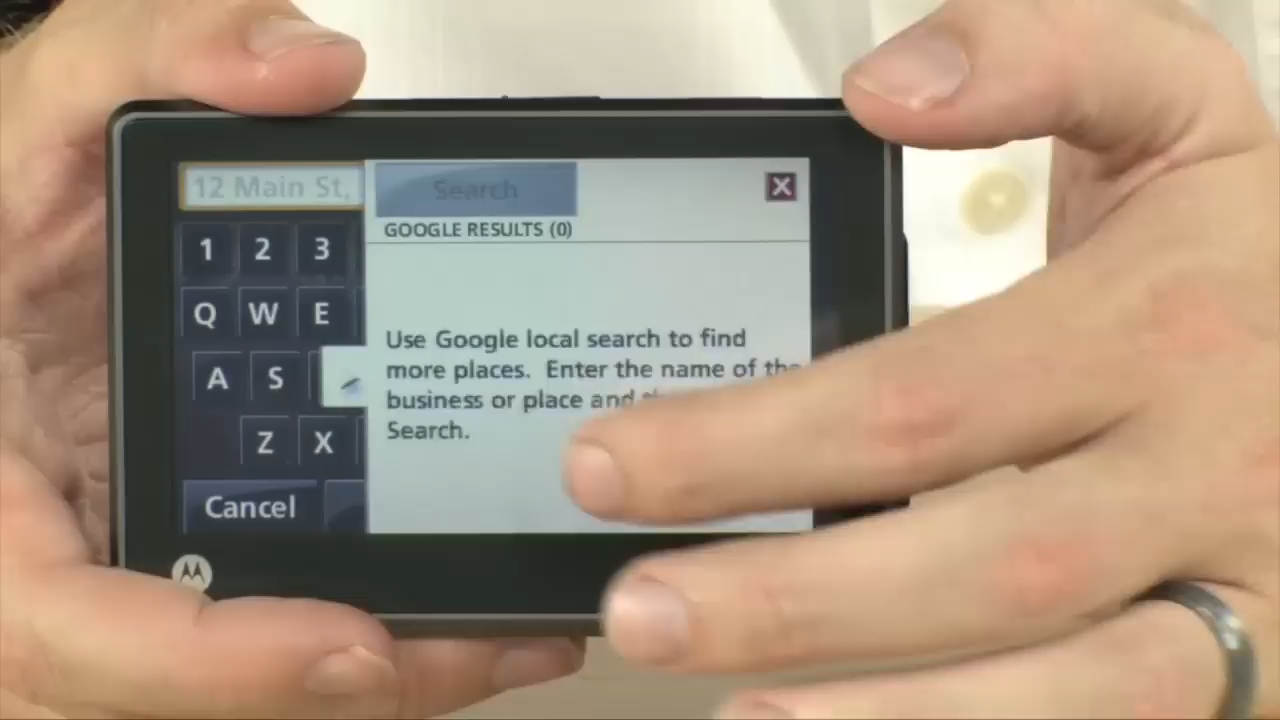 12 Main St,
Search
GOOGLE RESULTS (0)
1 2 3
Q W E
A S
Z X
Cancel
Use Google local search to find
more places. Enter the name of the
business or place and
Search.